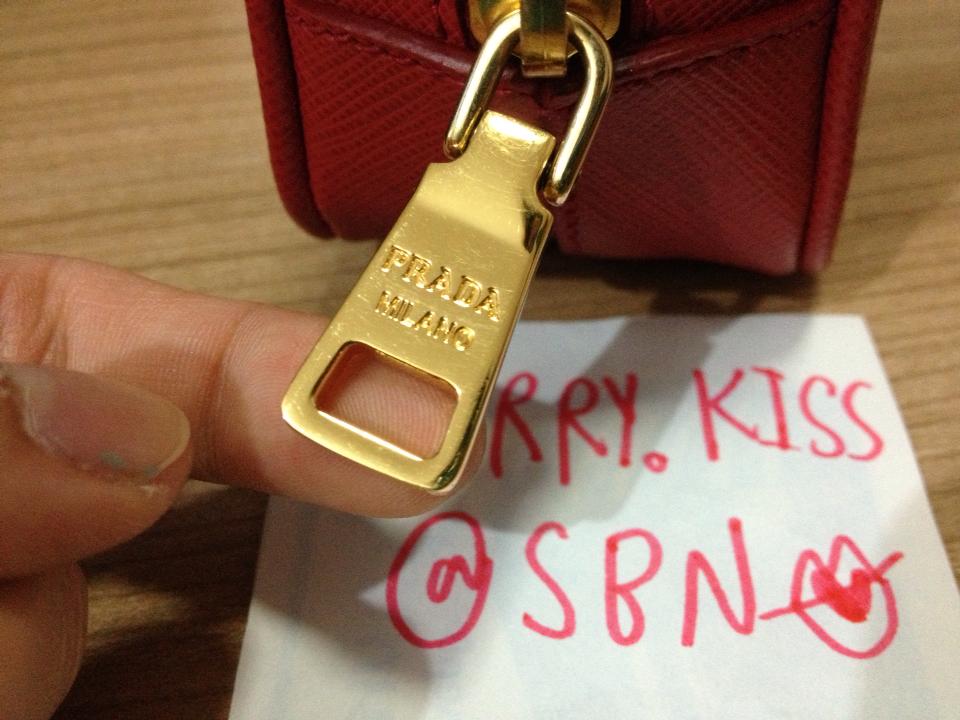 PRADA
MILANO
RRY. KISS
@SBN